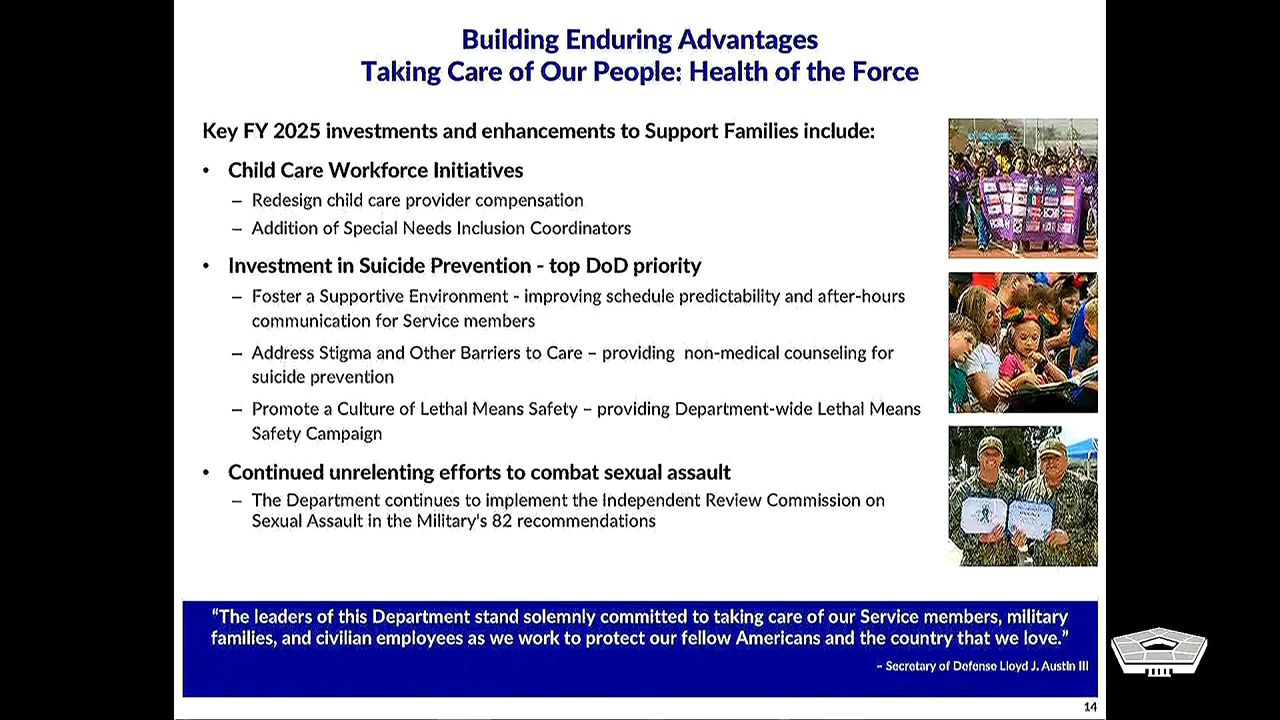 Building Enduring Advantages
Taking Care of Our People: Health of the Force
Key FY 2025 investments and enhancements to Support Families include:
• Child Care Workforce Initiatives
– Redesign child care provider compensation
– Addition of Special Needs Inclusion Coordinators
• Investment in Suicide Prevention - top DoD priority
– Foster a Supportive Environment - improving schedule predictability and after-hours
communication for Service members
– Address Stigma and Other Barriers to Care – providing  non-medical counseling for
suicide prevention
– Promote a Culture of Lethal Means Safety – providing Department-wide Lethal Means
Safety Campaign
• Continued unrelenting efforts to combat sexual assault
– The Department continues to implement the Independent Review Commission on
Sexual Assault in the Military's 82 recommendations
“The leaders of this Department stand solemnly committed to taking care of our Service members, military
families, and civilian employees as we work to protect our fellow Americans and the country that we love.”
– Secretary of Defense Lloyd J. Austin III
14